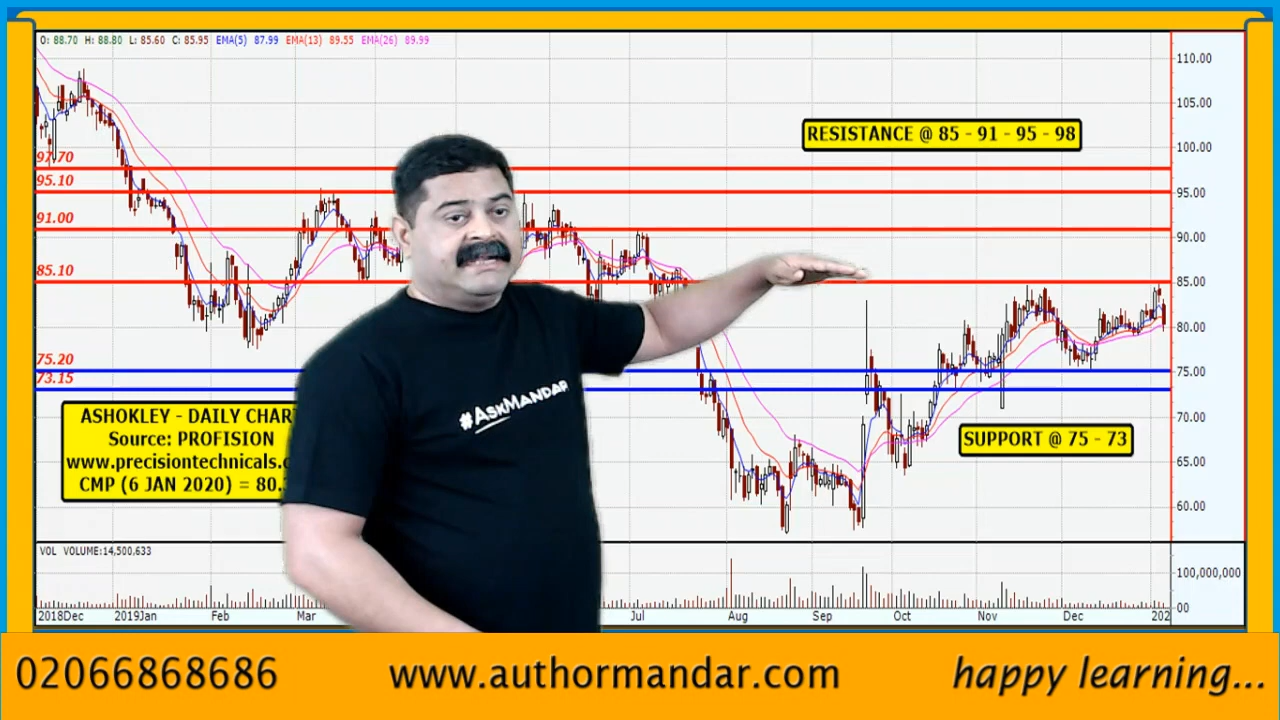 O: 88.70 H: 88.80 L: 85.60 C: 85.95 EMA(5) 87.99 EMA(13) 89.55 EMA(26) 89.99
110.00
105.00
RESISTANCE @ 85 - 91 - 95 - 98
100.00
97.70
95.10
95.00
91.00
90.00
85.10
85.00
80.00
75.20
75.00
73.15
70.00
ASHOKLEY - DAILY CHAR
Source: PROFISION
www.precisiontechnicals.c
CMP (6 JAN 2020) = 80.
#ASKMANDAR
SUPPORT @ 75 - 73
65.00
60.00
VOL VOLUME:14,500,633
100,000,000
00
2018Dec 2019Jan Feb Mar Jul Aug Sep Oct Nov Dec 202
02066868686 www.authormandar.com happy learning...